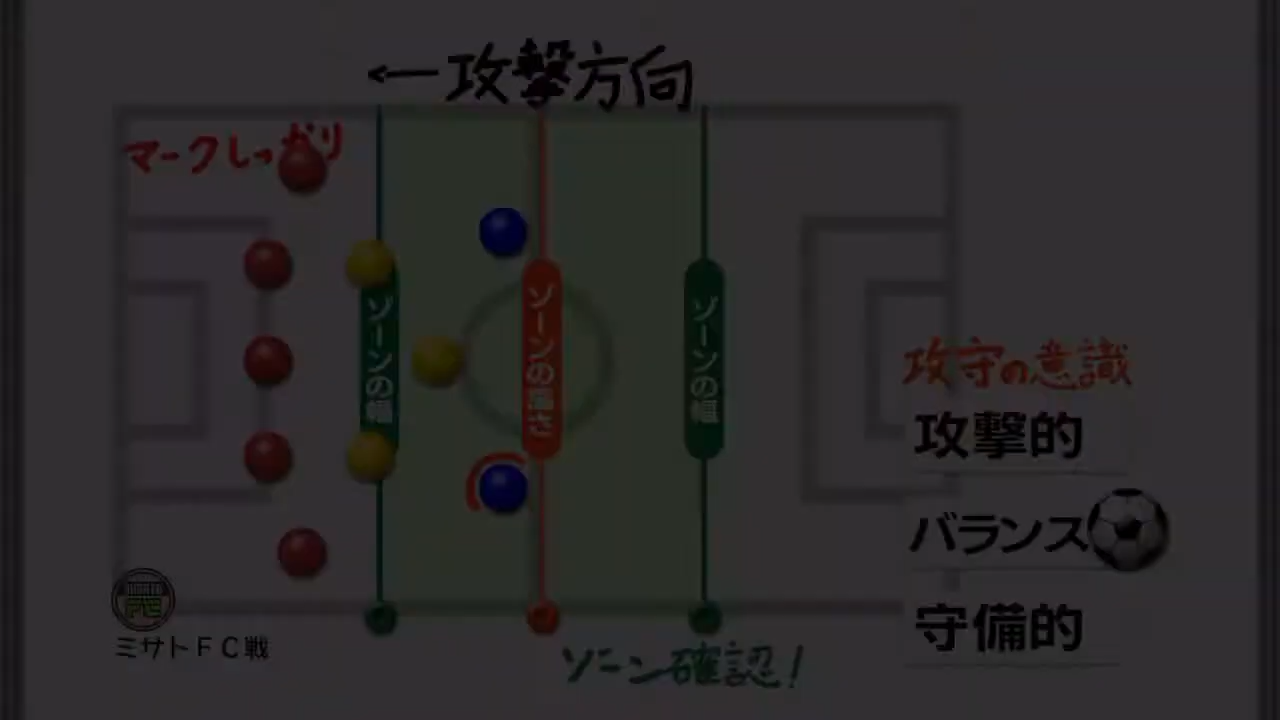 ←攻撃方向
マークしっかり
ゾーンの幅
ゾーンの高さ
ゾーンの幅
攻守の意識
攻撃的
バランス
守備的
ミサトFC戦
ゾーン確認!